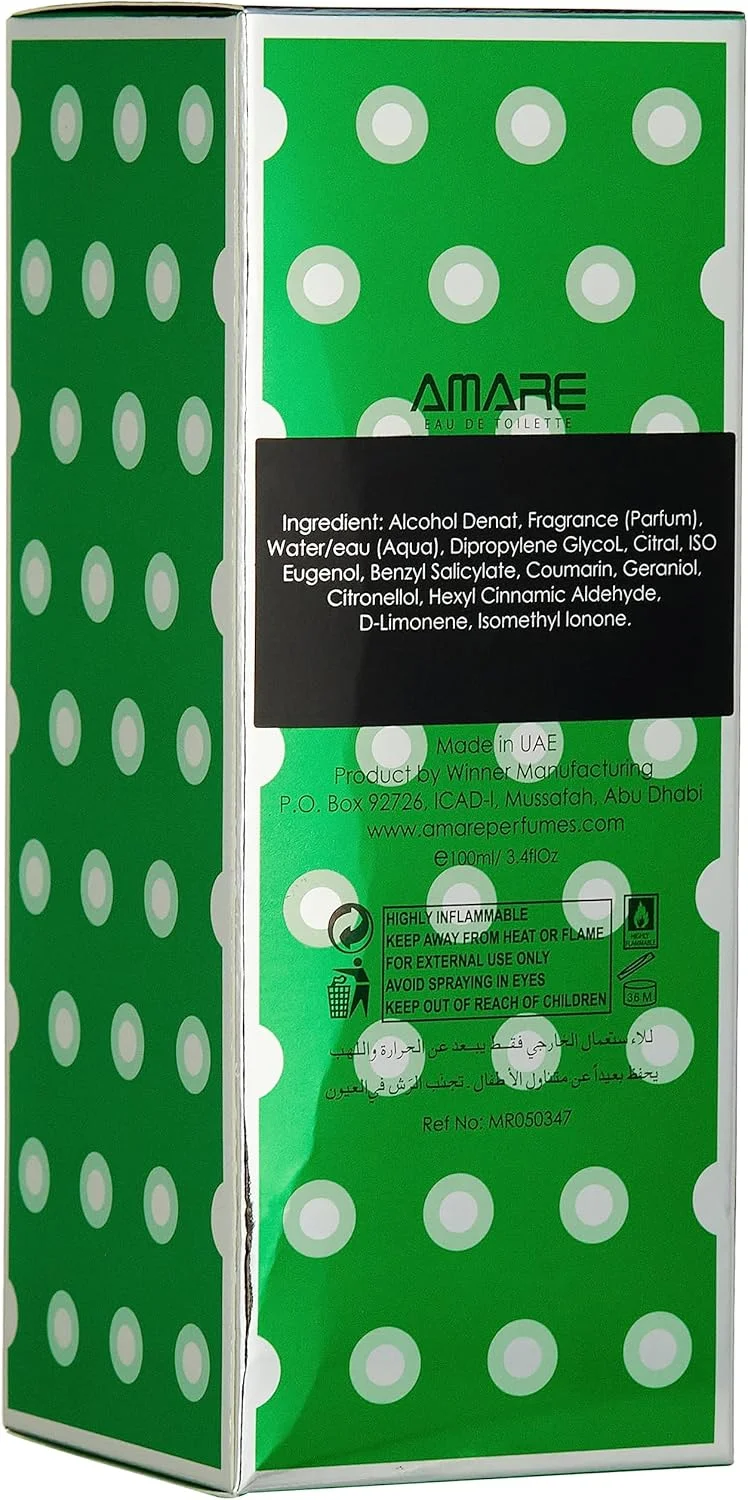 AMARE
EAU DE TOILETTE
Ingredient: Alcohol Denat, Fragrance (Parfum),
Water/eau (Aqua), Dipropylene GlycoL, Citral, ISO
Eugenol, Benzyl Salicylate, Coumarin, Geraniol,
Citronellol, Hexyl Cinnamic Aldehyde,
D-Limonene, Isomethyl Ionone.
Made in UAE
Product by Winner Manufacturing
P.O. Box 92726, ICAD-I, Mussafah, Abu Dhabi
www.amareperfumes.com
e100ml/ 3.4flOz
HIGHLY INFLAMMABLE
KEEP AWAY FROM HEAT OR FLAME
FOR EXTERNAL USE ONLY
AVOID SPRAYING IN EYES
KEEP OUT OF REACH OF CHILDREN
HIGHLY
FLAMMABLE
36 M
للاءستعمال الخارجي فقط يبعد عن الحرارة واللهب
يحفظ بعيداً عن متناول الأطفال . تجنب الرش في العيون
Ref No: MR050347